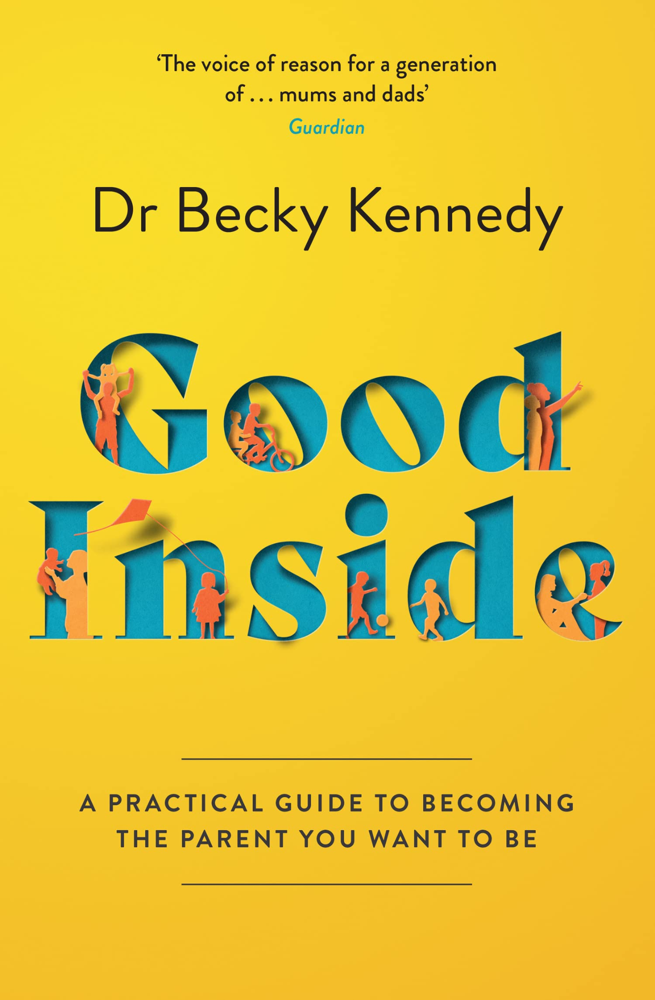 ‘The voice of reason for a generation
of ... mums and dads’
Guardian
Dr Becky Kennedy
Good
Inside
A PRACTICAL GUIDE TO BECOMING
THE PARENT YOU WANT TO BE